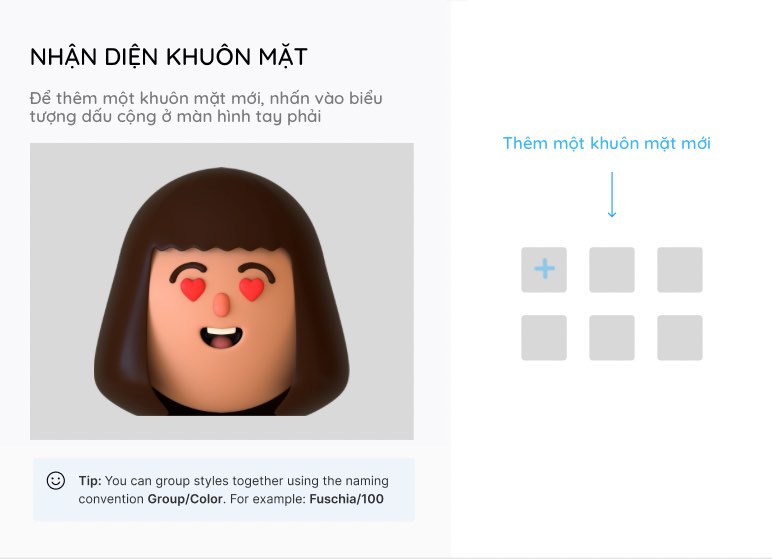 NHẬN DIỆN KHUÔN MẶT
Để thêm một khuôn mặt mới, nhấn vào biểu
tượng dấu cộng ở màn hình tay phải
Tip: You can group styles together using the naming
convention Group/Color. For example: Fuschia/100
Thêm một khuôn mặt mới